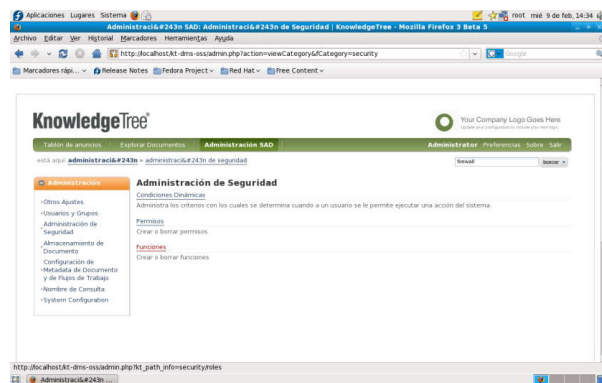 Aplicaciones Lugares Sistema root mié 9 de feb, 14:34
Administraci&#243n SAD: Administraci&#243n de Seguridad | KnowledgeTree - Mozilla Firefox 3 Beta 5
Archivo Editar Ver Historial Marcadores Herramientas Ayuda
http://localhost/kt-dms-oss/admin.php?action=viewCategory&fCategory=security Google
Marcadores rápi... Release Notes Fedora Project Red Hat Free Content
KnowledgeTree
Your Company Logo Goes Here
Tablón de anuncios Explorar Documentos Administración SAD Administrator Preferencias Sobre Salir
está aquí administraci&#243n » administraci&#243n de seguridad firewall buscar
Administración
Otros Ajustes
Usuarios y Grupos
Administración de Seguridad
Almacenamiento de Documento
Configuración de Metadata de Documento y de Flujos de Trabajo
Nombre de Consulta
System Configuration
Administración de Seguridad
Condiciones Dinámicas
Administra los criterios con los cuales se determina cuando a un usuario se le permite ejecutar una acción del sistema.
Permisos
Crear o borrar permisos
Funciones
Crear o borrar funciones
http://localhost/kt-dms-oss/admin.php?kt_path_info=security/roles
Administraci&#243n ...